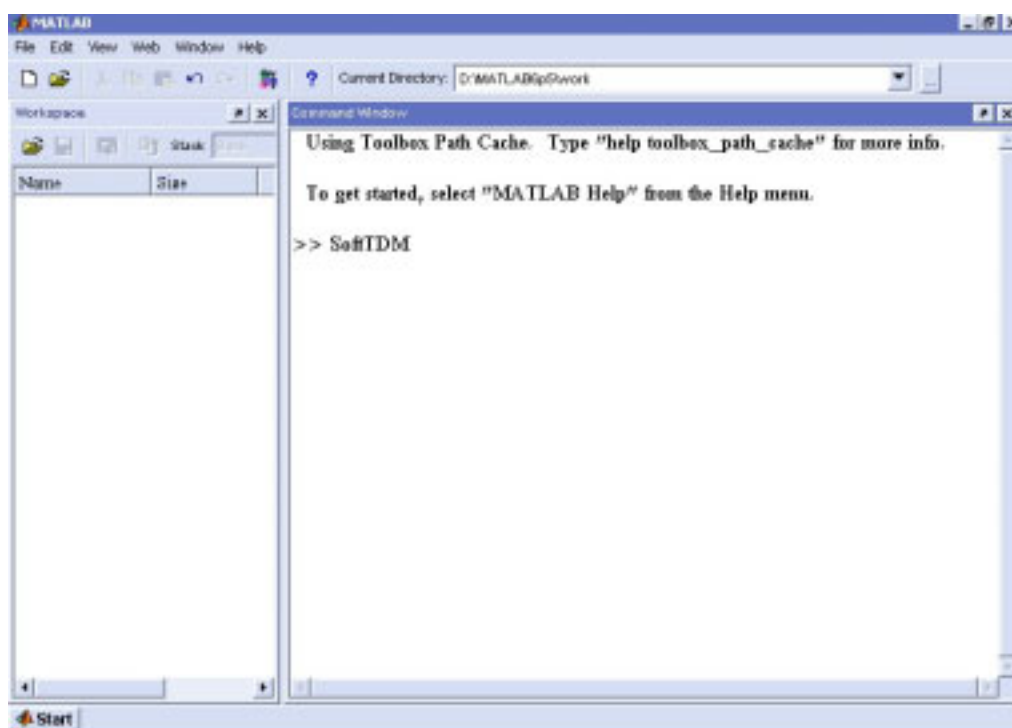 MATLAB
File Edit View Web Window Help
? Current Directory: D:\MATLAB6p5\work
Workspace
Command Window
Stack:
Name Size
Using Toolbox Path Cache. Type "help toolbox_path_cache" for more info.
To get started, select "MATLAB Help" from the Help menu.
>> SoftTDM
Start